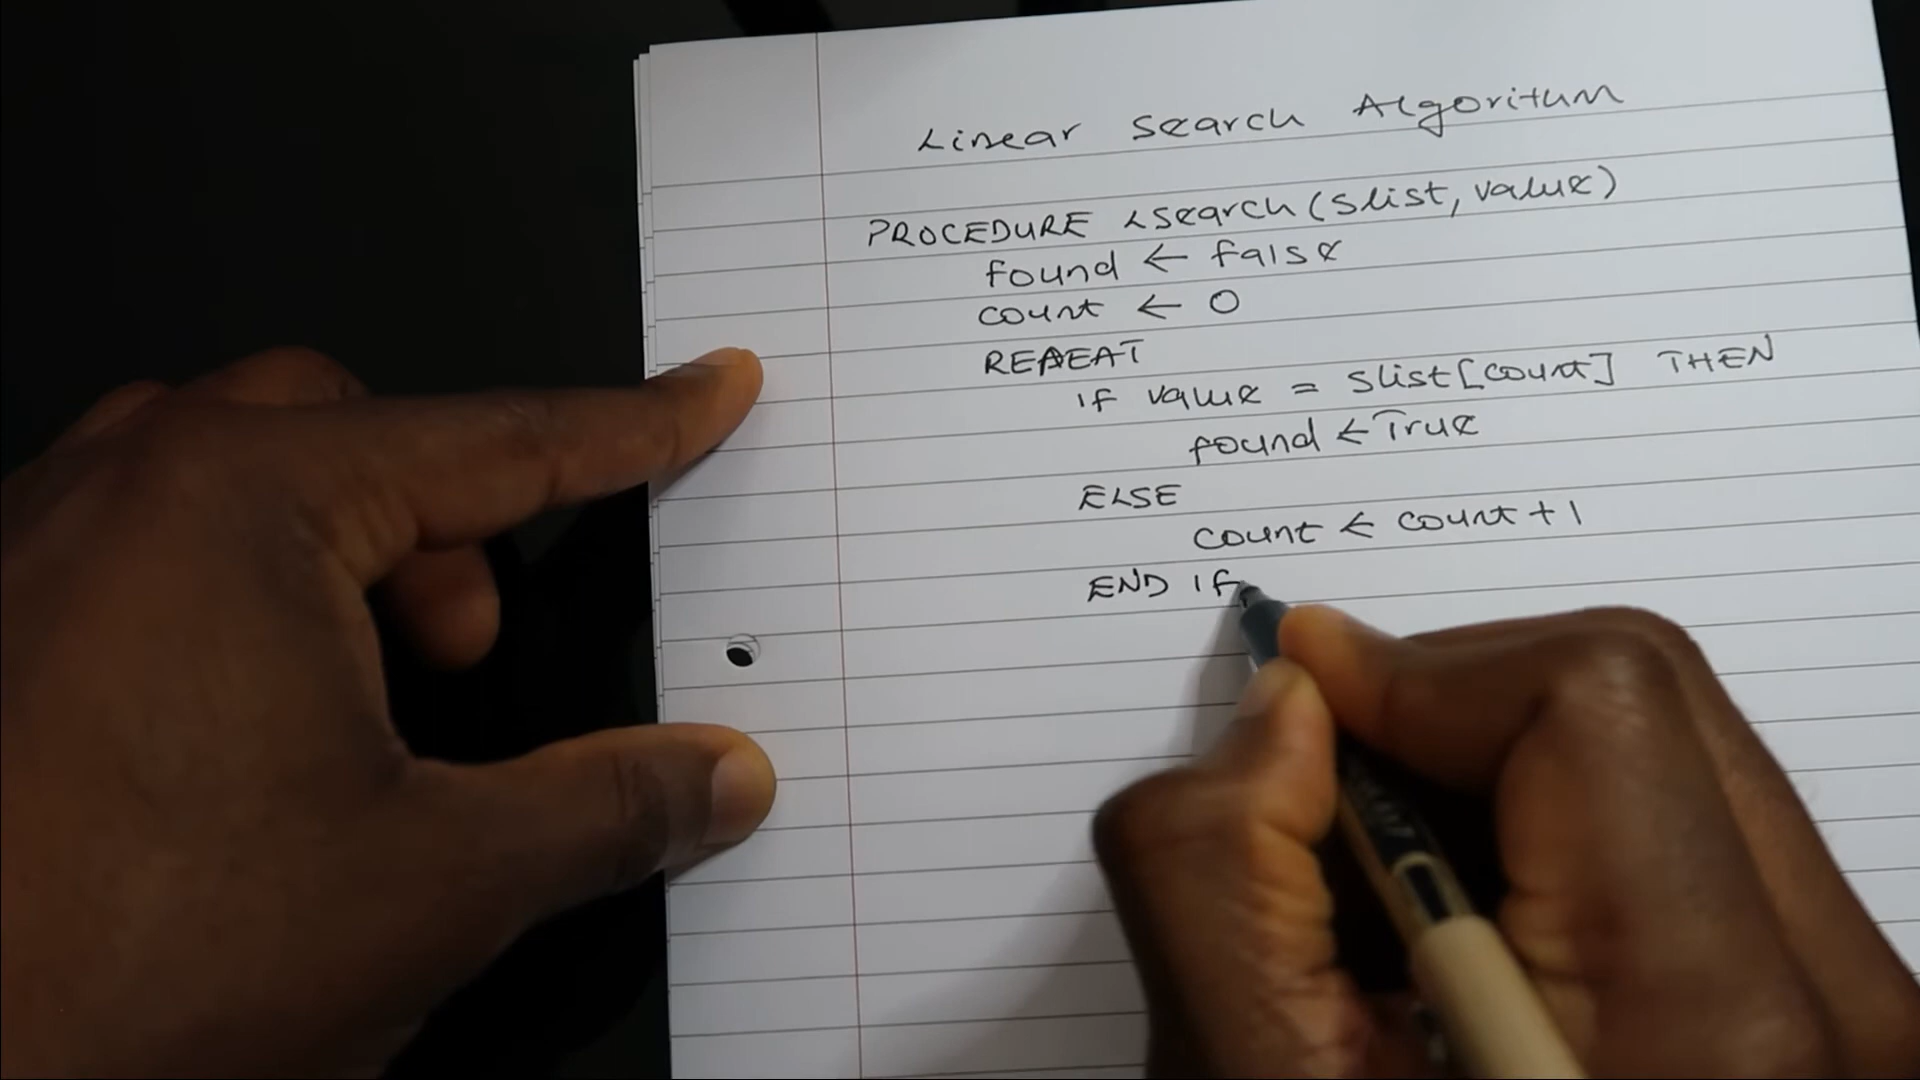 Linear Search Algorithm
PROCEDURE Lsearch(slist, value)
found ← false
count ← 0
REPEAT
if value = slist[count] THEN
found ← True
ELSE
count ← count + 1
END if